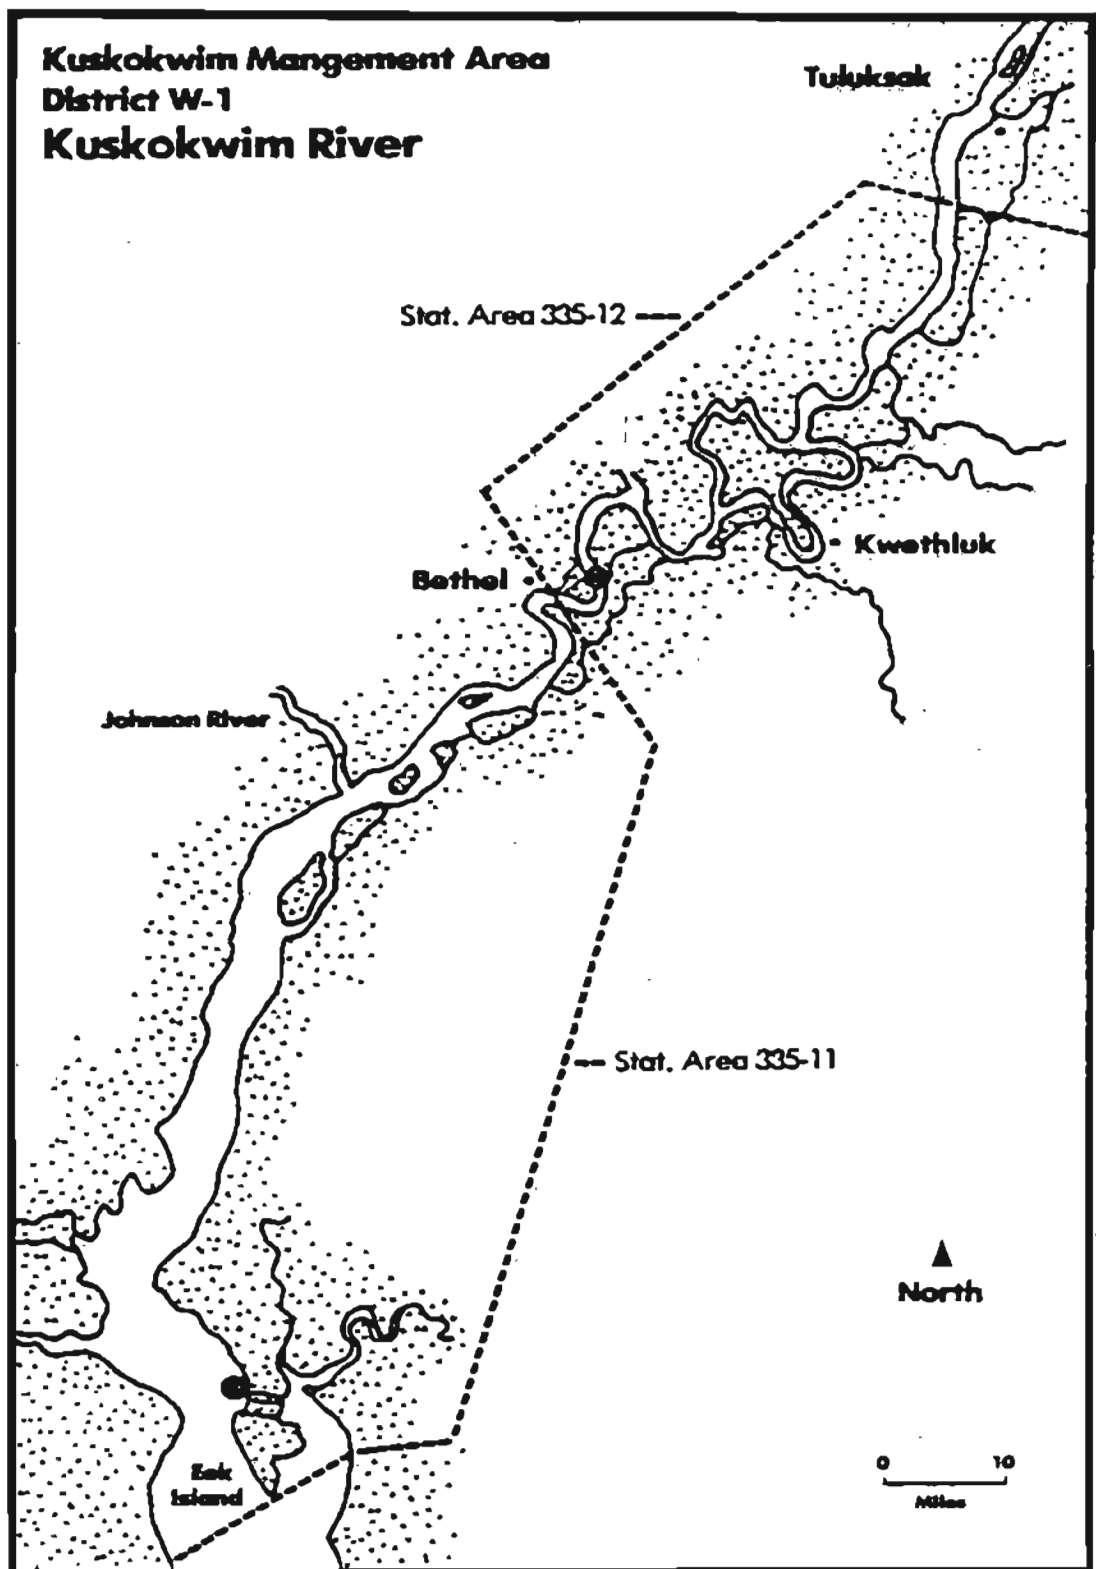 Kuskokwim Mangement Area
District W-1
Kuskokwim River
Tuluksak
Stat. Area 335-12
Kwethluk
Bethel
Johnson River
Stat. Area 335-11
North
Eek
Island
0 10
Miles